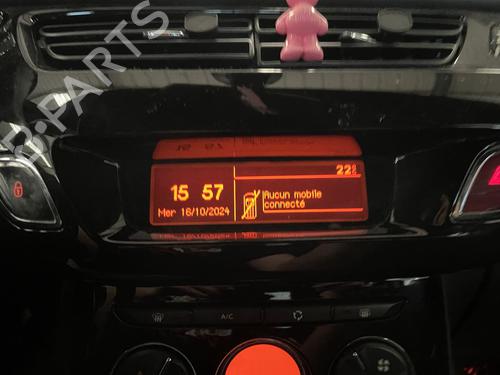 B-PARTS
22°
15 57
Aucun mobile
connecté
Mer 16/10/2024
A/C